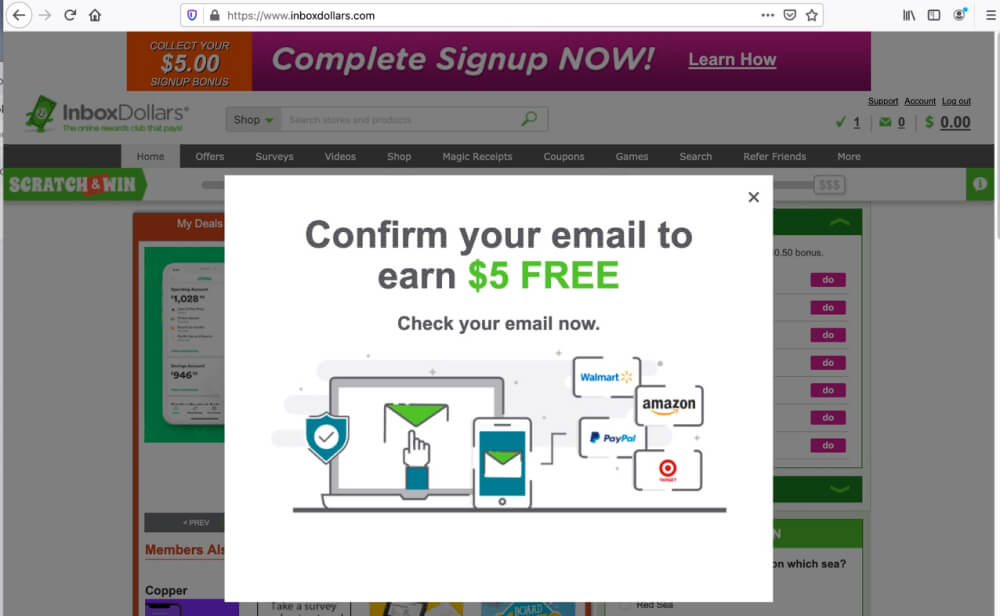 https://www.inboxdollars.com
COLLECT YOUR
$5.00
SIGNUP BONUS
Complete Signup NOW!
Learn How
Support Account Log out
InboxDollars®
The online rewards club that pays!
Shop
Search stores and products
1
0
$ 0.00
Home Offers Surveys Videos Shop Magic Receipts Coupons Games Search Refer Friends More
SCRATCH & WIN
$$$
My Deals
Confirm your email to
earn $5 FREE
Check your email now.
0.50 bonus.
do
do
do
do
do
do
do
Spending Account
$1,028
Savings Account
$946
Walmart
amazon
PayPal
TARGET
< PREV
Members Als
on which sea?
Copper
Take a survey
BOARD
Red Sea